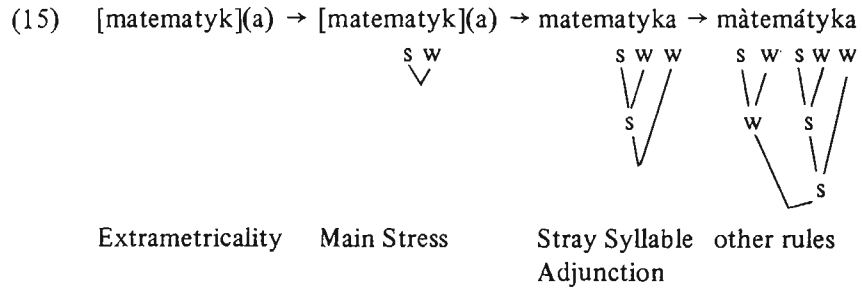 (15) [matematyk](a) → [matematyk](a) → matematyka → màtemátyka
s w s w w s w s w w
s w s
s
Extrametricality Main Stress Stray Syllable other rules
Adjunction